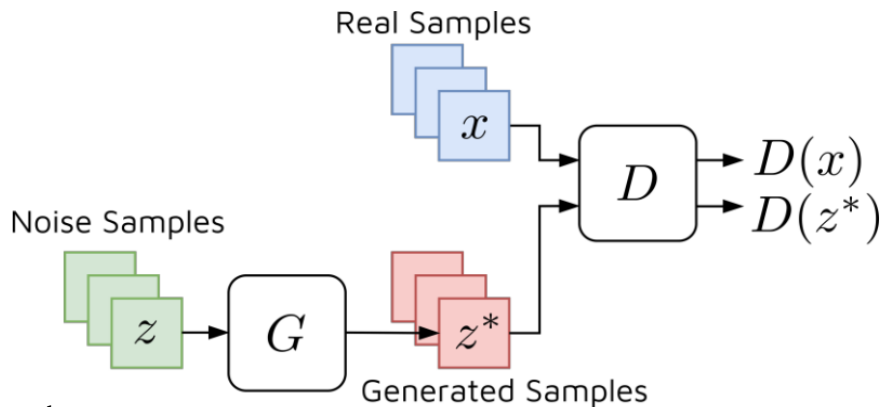 Real Samples
x
D
D(x)
D(z*)
Noise Samples
z
G
z*
Generated Samples